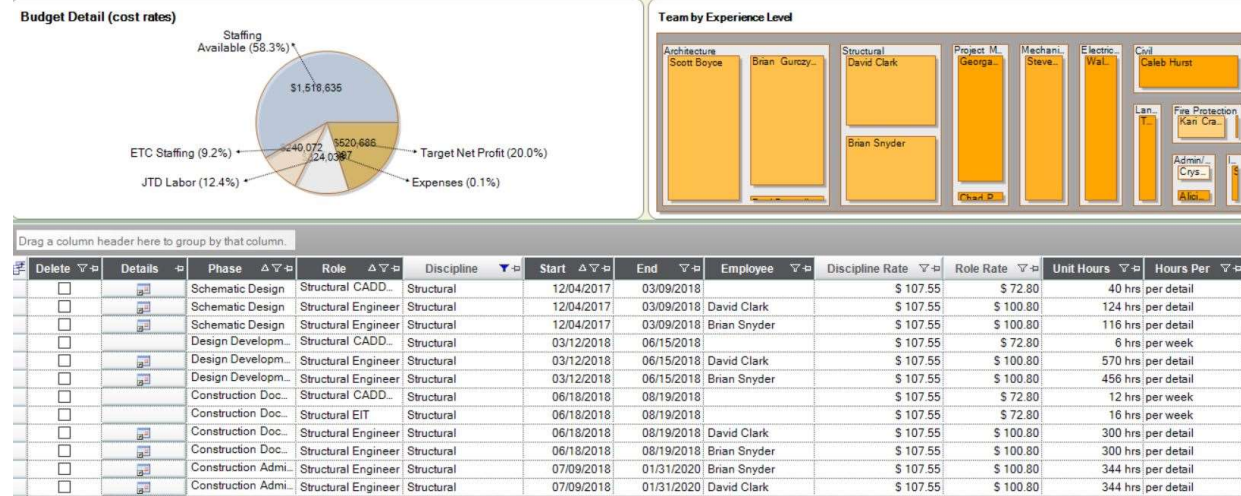 Budget Detail (cost rates)
Staffing
Available (58.3%)
$1,518,635
ETC Staffing (9.2%)
JTD Labor (12.4%)
$520,686
Target Net Profit (20.0%)
Expenses (0.1%)
Team by Experience Level
Architecture
Scott Boyce
Brian Gurczy...
Structural
David Clark
Brian Snyder
Project M...
Georga...
Chad P...
Mechani...
Steve...
Electric...
Wal...
Civil
Caleb Hurst
Lan...
T...
Fire Protection
Kari Cra...
Admin/...
Crys...
Alici...
I...
S
Drag a column header here to group by that column.
Delete Details Phase Role Discipline Start End Employee Discipline Rate Role Rate Unit Hours Hours Per
Schematic Design Structural CADD... Structural 12/04/2017 03/09/2018 $ 107.55 $ 72.80 40 hrs per detail
Schematic Design Structural Engineer Structural 12/04/2017 03/09/2018 David Clark $ 107.55 $ 100.80 124 hrs per detail
Schematic Design Structural Engineer Structural 12/04/2017 03/09/2018 Brian Snyder $ 107.55 $ 100.80 116 hrs per detail
Design Developm... Structural CADD... Structural 03/12/2018 06/15/2018 $ 107.55 $ 72.80 6 hrs per week
Design Developm... Structural Engineer Structural 03/12/2018 06/15/2018 David Clark $ 107.55 $ 100.80 570 hrs per detail
Design Developm... Structural Engineer Structural 03/12/2018 06/15/2018 Brian Snyder $ 107.55 $ 100.80 456 hrs per detail
Construction Doc... Structural CADD... Structural 06/18/2018 08/19/2018 $ 107.55 $ 72.80 12 hrs per week
Construction Doc... Structural EIT Structural 06/18/2018 08/19/2018 $ 107.55 $ 72.80 16 hrs per week
Construction Doc... Structural Engineer Structural 06/18/2018 08/19/2018 David Clark $ 107.55 $ 100.80 300 hrs per detail
Construction Doc... Structural Engineer Structural 06/18/2018 08/19/2018 Brian Snyder $ 107.55 $ 100.80 300 hrs per detail
Construction Admi... Structural Engineer Structural 07/09/2018 01/31/2020 Brian Snyder $ 107.55 $ 100.80 344 hrs per detail
Construction Admi... Structural Engineer Structural 07/09/2018 01/31/2020 David Clark $ 107.55 $ 100.80 344 hrs per detail